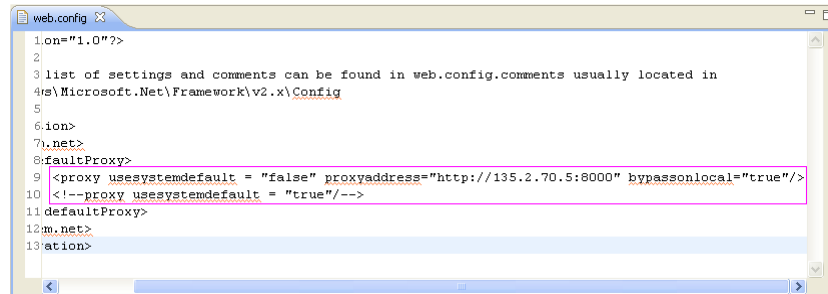 web.config
1 on="1.0"?>
2
3 list of settings and comments can be found in web.config.comments usually located in
4 s\Microsoft.Net\Framework\v2.x\Config
5
6 ion>
7 .net>
8 faultProxy>
9 <proxy usesystemdefault = "false" proxyaddress="http://135.2.70.5:8000" bypassonlocal="true"/>
10 <!--proxy usesystemdefault = "true"/-->
11 defaultProxy>
12 m.net>
13 ation>